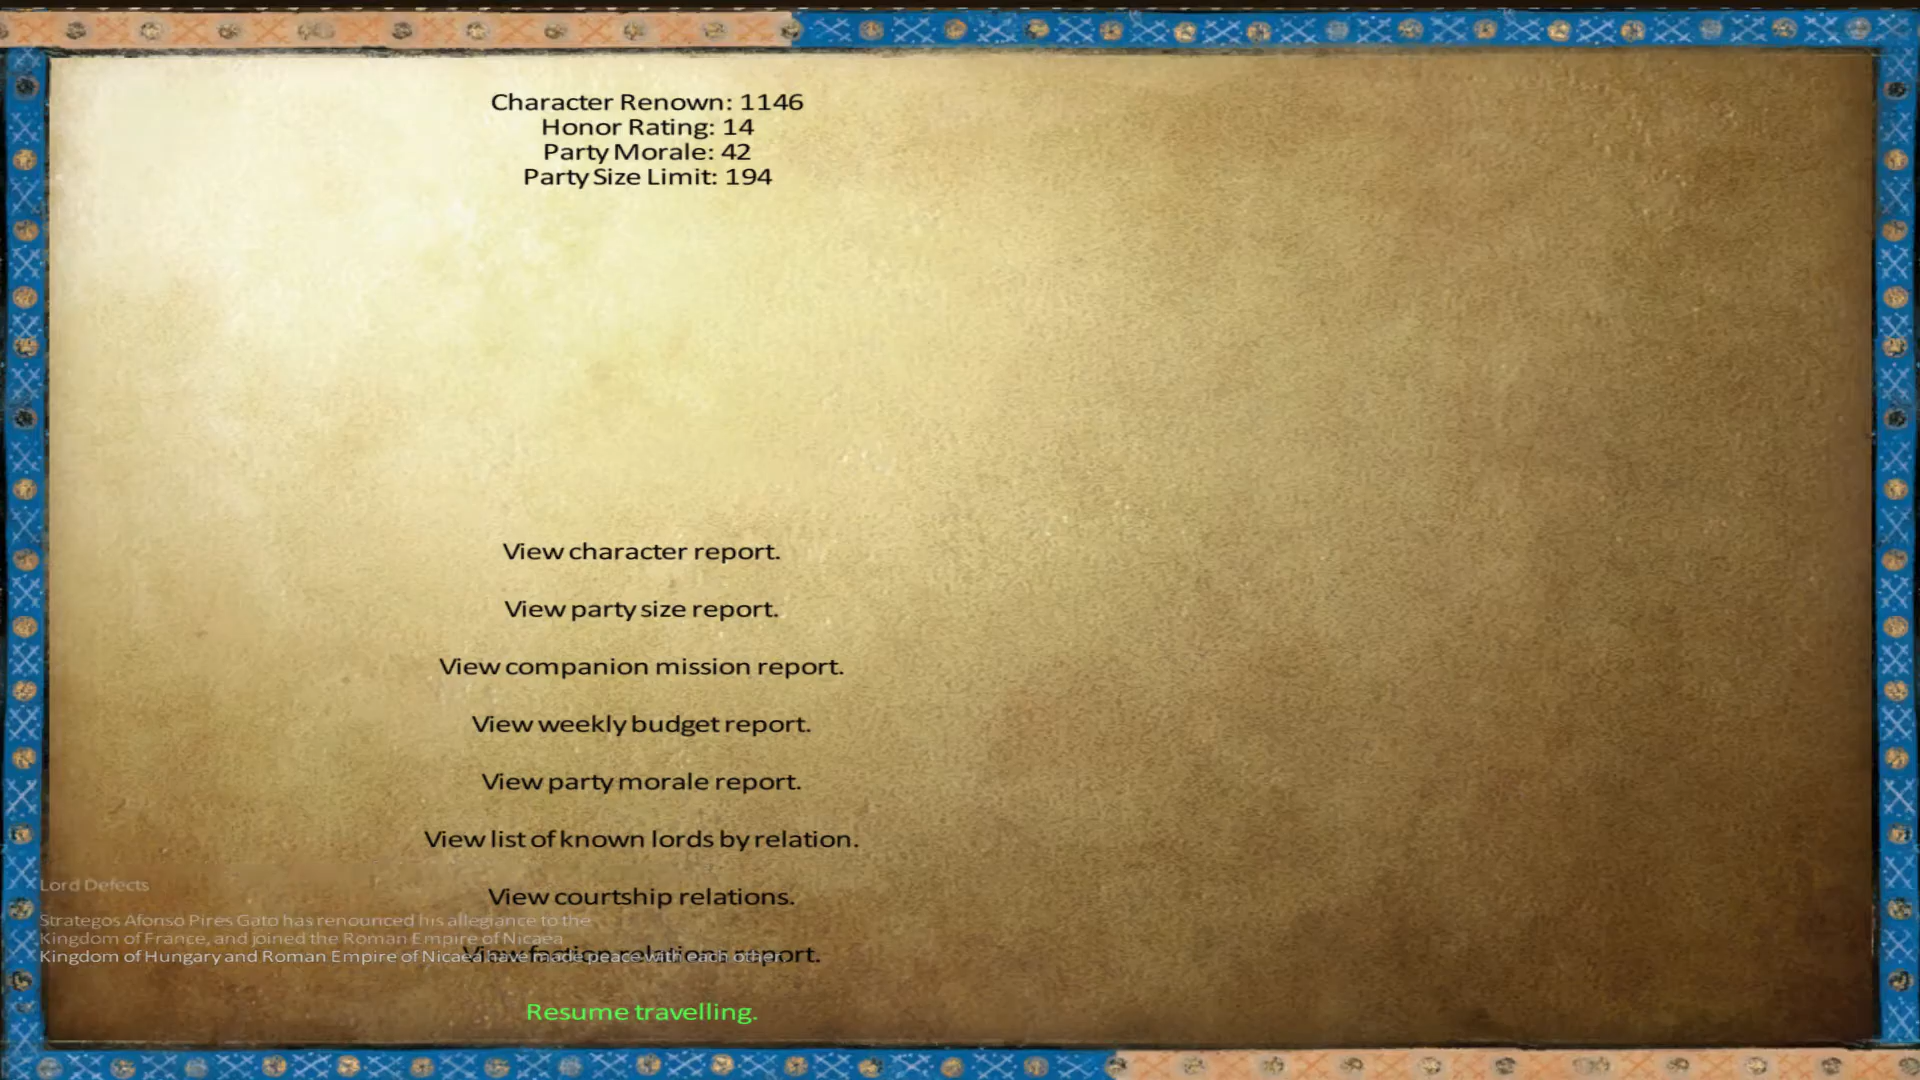 Character Renown: 1146
Honor Rating: 14
Party Morale: 42
Party Size Limit: 194
View character report.
View party size report.
View companion mission report.
View weekly budget report.
View party morale report.
View list of known lords by relation.
Lord Defects
View courtship relations.
Strategos Afonso Pires Gato has renounced his allegiance to the
Kingdom of France, and joined the Roman Empire of Nicaea
View faction relations report.
Kingdom of Hungary and Roman Empire of Nicaea have made peace with each other.
Resume travelling.